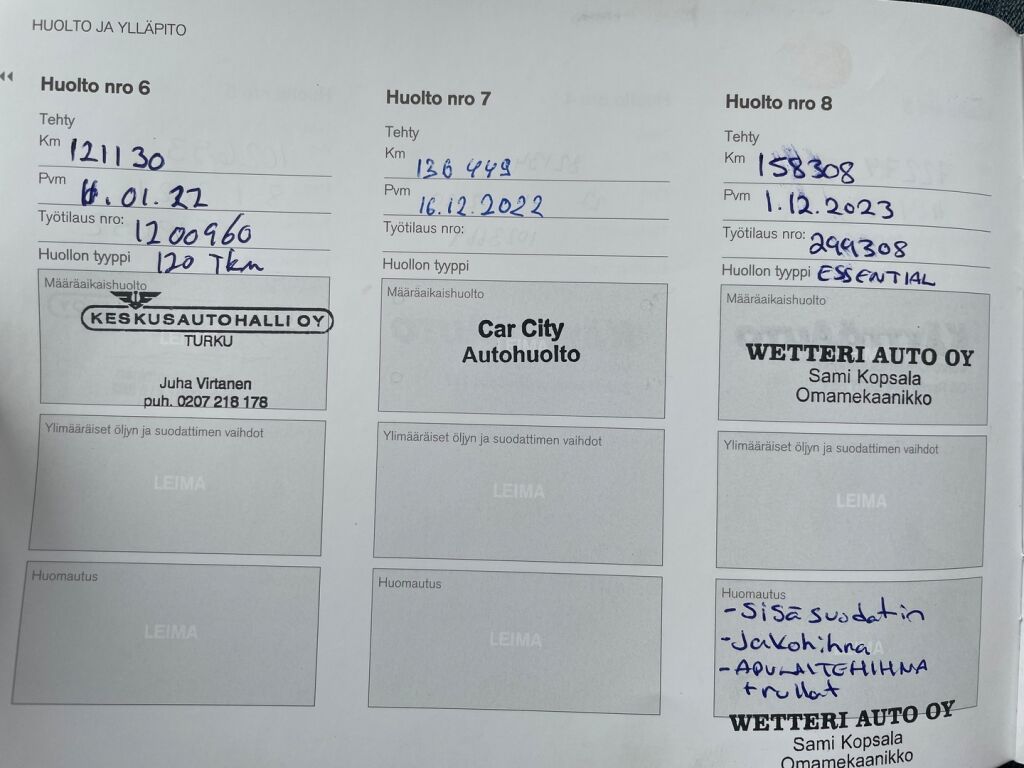 HUOLTO JA YLLÄPITO
Huolto nro 6
Tehty
Km 121130
Pvm .01.22
Työtilaus nro: 1200960
Huollon tyyppi 120 Tkm
Määräaikaishuolto
KESKUSAUTOHALLI OY
TURKU
Juha Virtanen
puh. 0207 218 178
Ylimääräiset öljyn ja suodattimen vaihdot
LEIMA
Huomautus
LEIMA
Huolto nro 7
Tehty
Km 136 449
Pvm 16.12.2022
Työtilaus nro:
Huollon tyyppi
Määräaikaishuolto
Car City
Autohuolto
Ylimääräiset öljyn ja suodattimen vaihdot
LEIMA
Huomautus
LEIMA
Huolto nro 8
Tehty
Km 158308
Pvm 1.12.2023
Työtilaus nro: 299308
Huollon tyyppi ESSENTIAL
Määräaikaishuolto
WETTERI AUTO OY
Sami Kopsala
Omamekaanikko
Ylimääräiset öljyn ja suodattimen vaihdot
LEIMA
Huomautus
- Sisäsuodatin
- Jakohihna
- APULAITEHIHNA
+ rullat
WETTERI AUTO OY
Sami Kopsala
Omamekaanikko